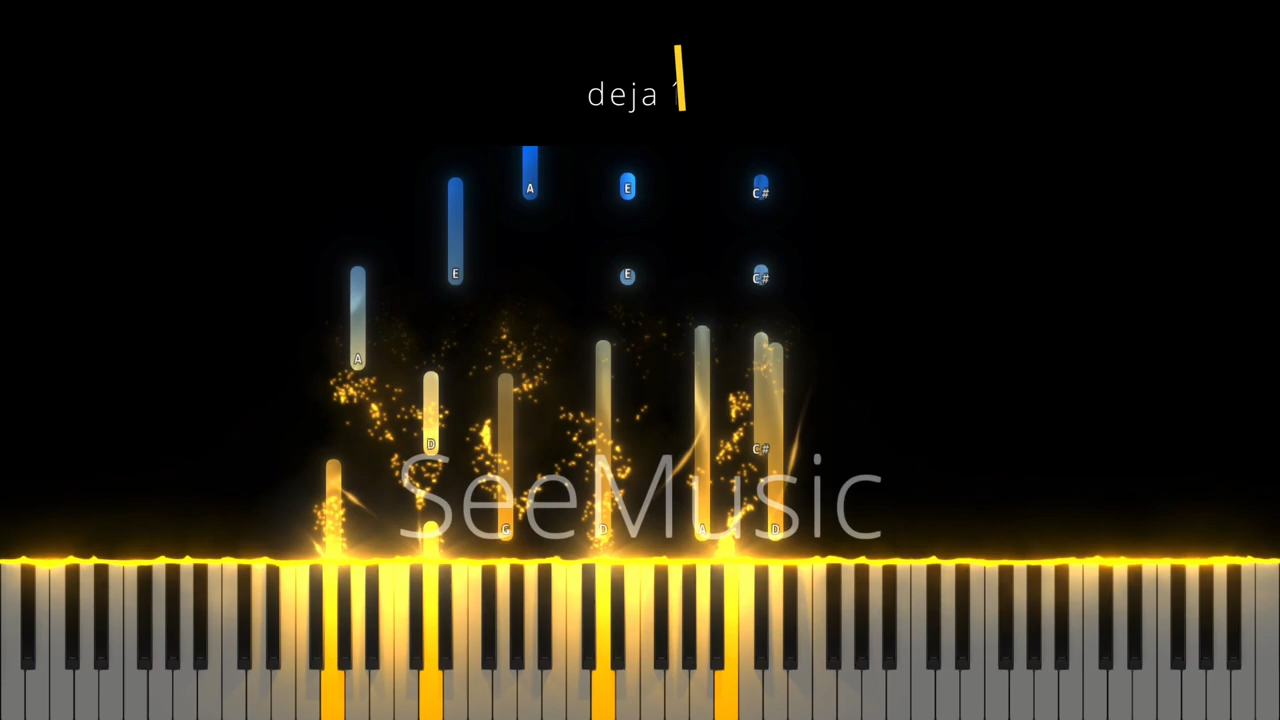 deja
A E C#
E E C#
A
D C#
G D A D
SeeMusic